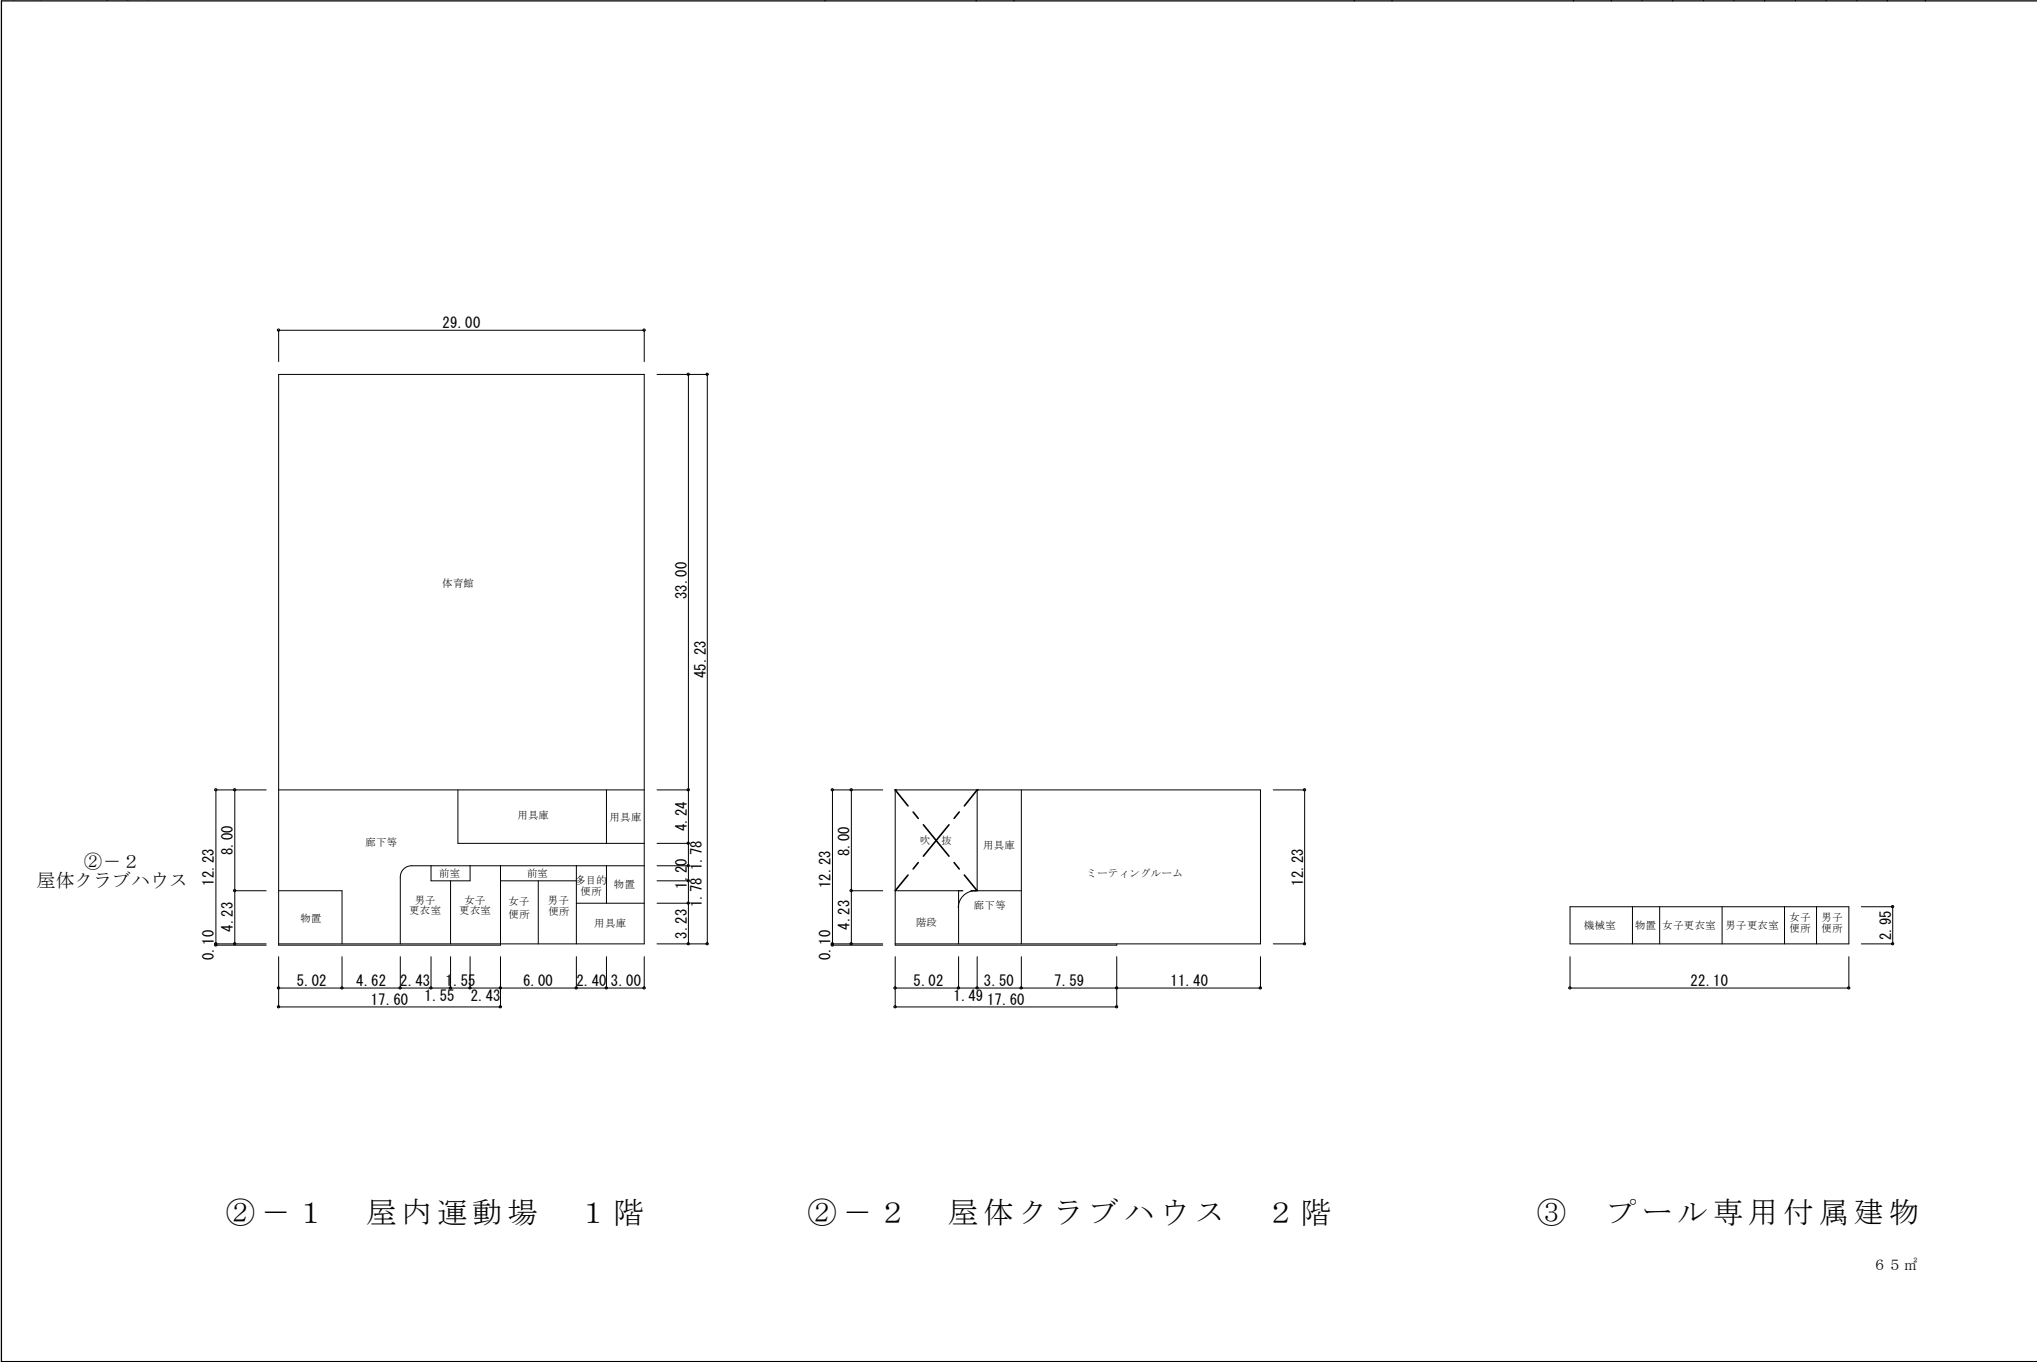 29.00
体育館
33.00
45.23
用具庫
用具庫
4.24
廊下等
1.78
1.20
1.78
3.23
②－2
屋体クラブハウス
12.23
8.00
4.23
0.10
物置
前室
前室
男子
更衣室
女子
更衣室
女子
便所
男子
便所
多目的
便所
物置
用具庫
5.02
4.62
2.43
1.55
6.00
2.40
3.00
17.60
1.55
2.43
12.23
8.00
4.23
0.10
吹抜
用具庫
ミーティングルーム
階段
廊下等
12.23
5.02
3.50
7.59
11.40
1.49
17.60
機械室
物置
女子更衣室
男子更衣室
女子
便所
男子
便所
2.95
22.10
②－１　屋内運動場　１階
②－２　屋体クラブハウス　２階
③　プール専用付属建物
６５㎡